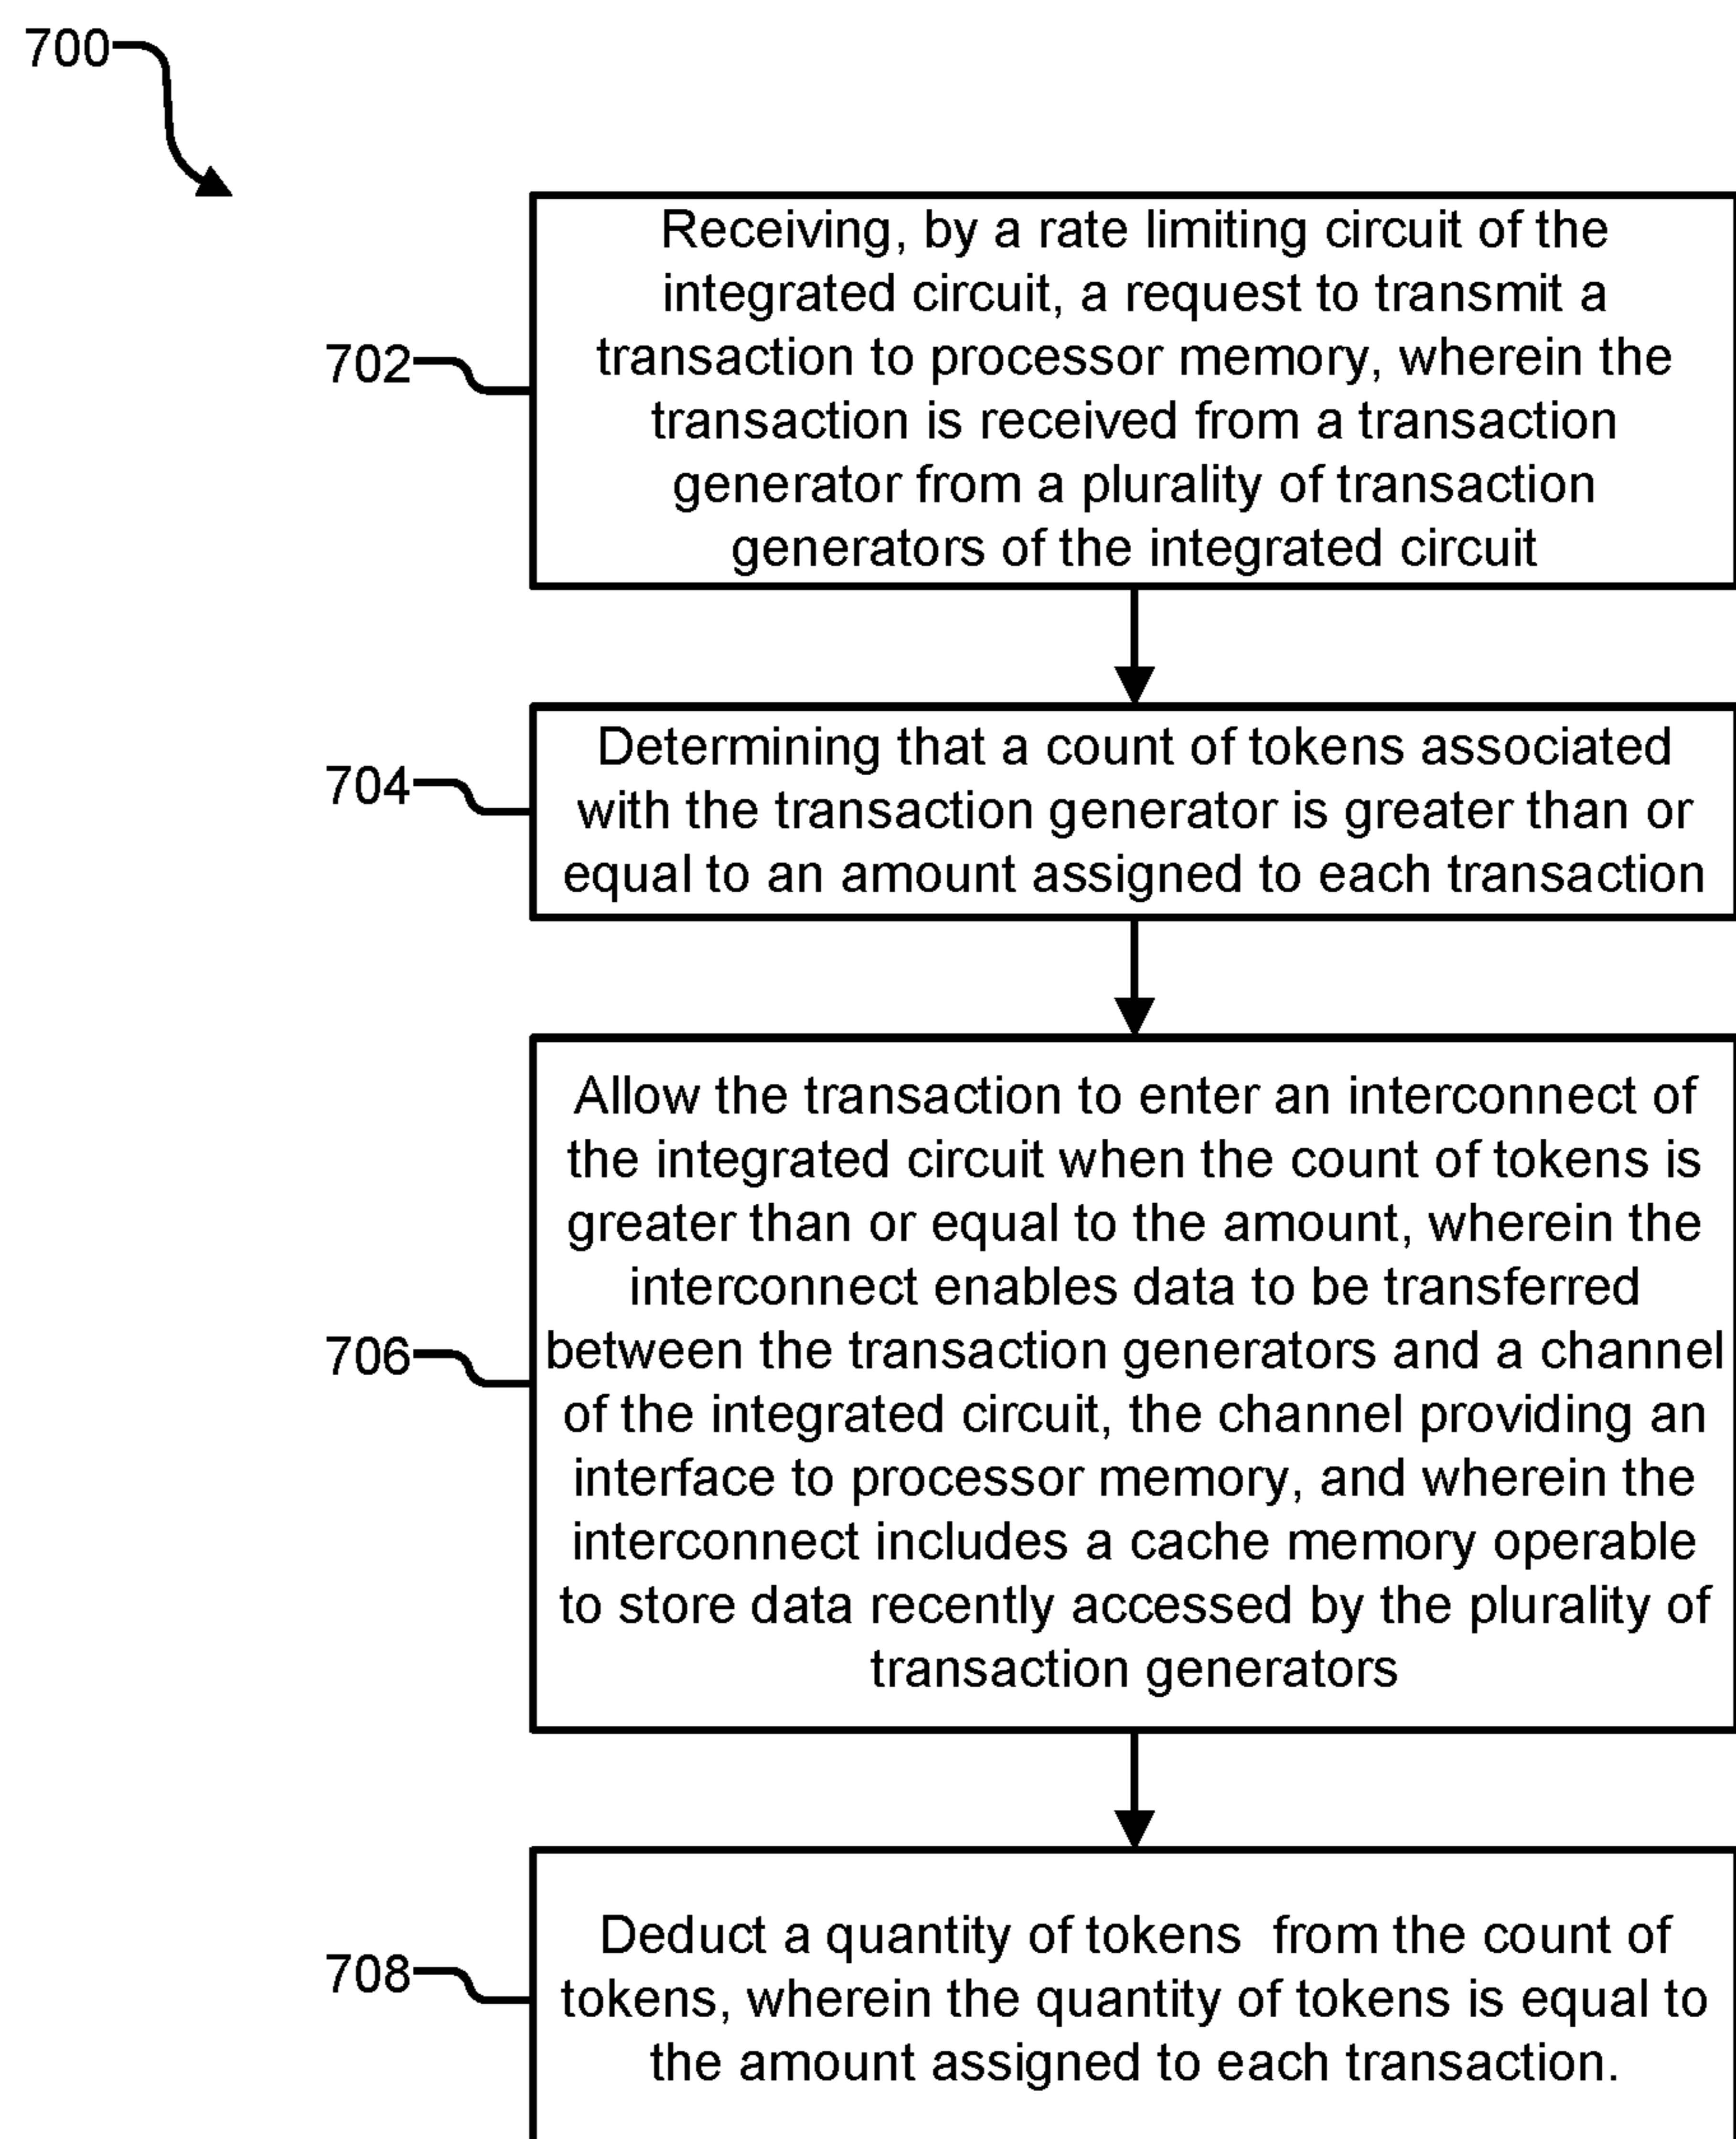 700
702
Receiving, by a rate limiting circuit of the
integrated circuit, a request to transmit a
transaction to processor memory, wherein the
transaction is received from a transaction
generator from a plurality of transaction
generators of the integrated circuit
704
Determining that a count of tokens associated
with the transaction generator is greater than or
equal to an amount assigned to each transaction
706
Allow the transaction to enter an interconnect of
the integrated circuit when the count of tokens is
greater than or equal to the amount, wherein the
interconnect enables data to be transferred
between the transaction generators and a channel
of the integrated circuit, the channel providing an
interface to processor memory, and wherein the
interconnect includes a cache memory operable
to store data recently accessed by the plurality of
transaction generators
708
Deduct a quantity of tokens  from the count of
tokens, wherein the quantity of tokens is equal to
the amount assigned to each transaction.